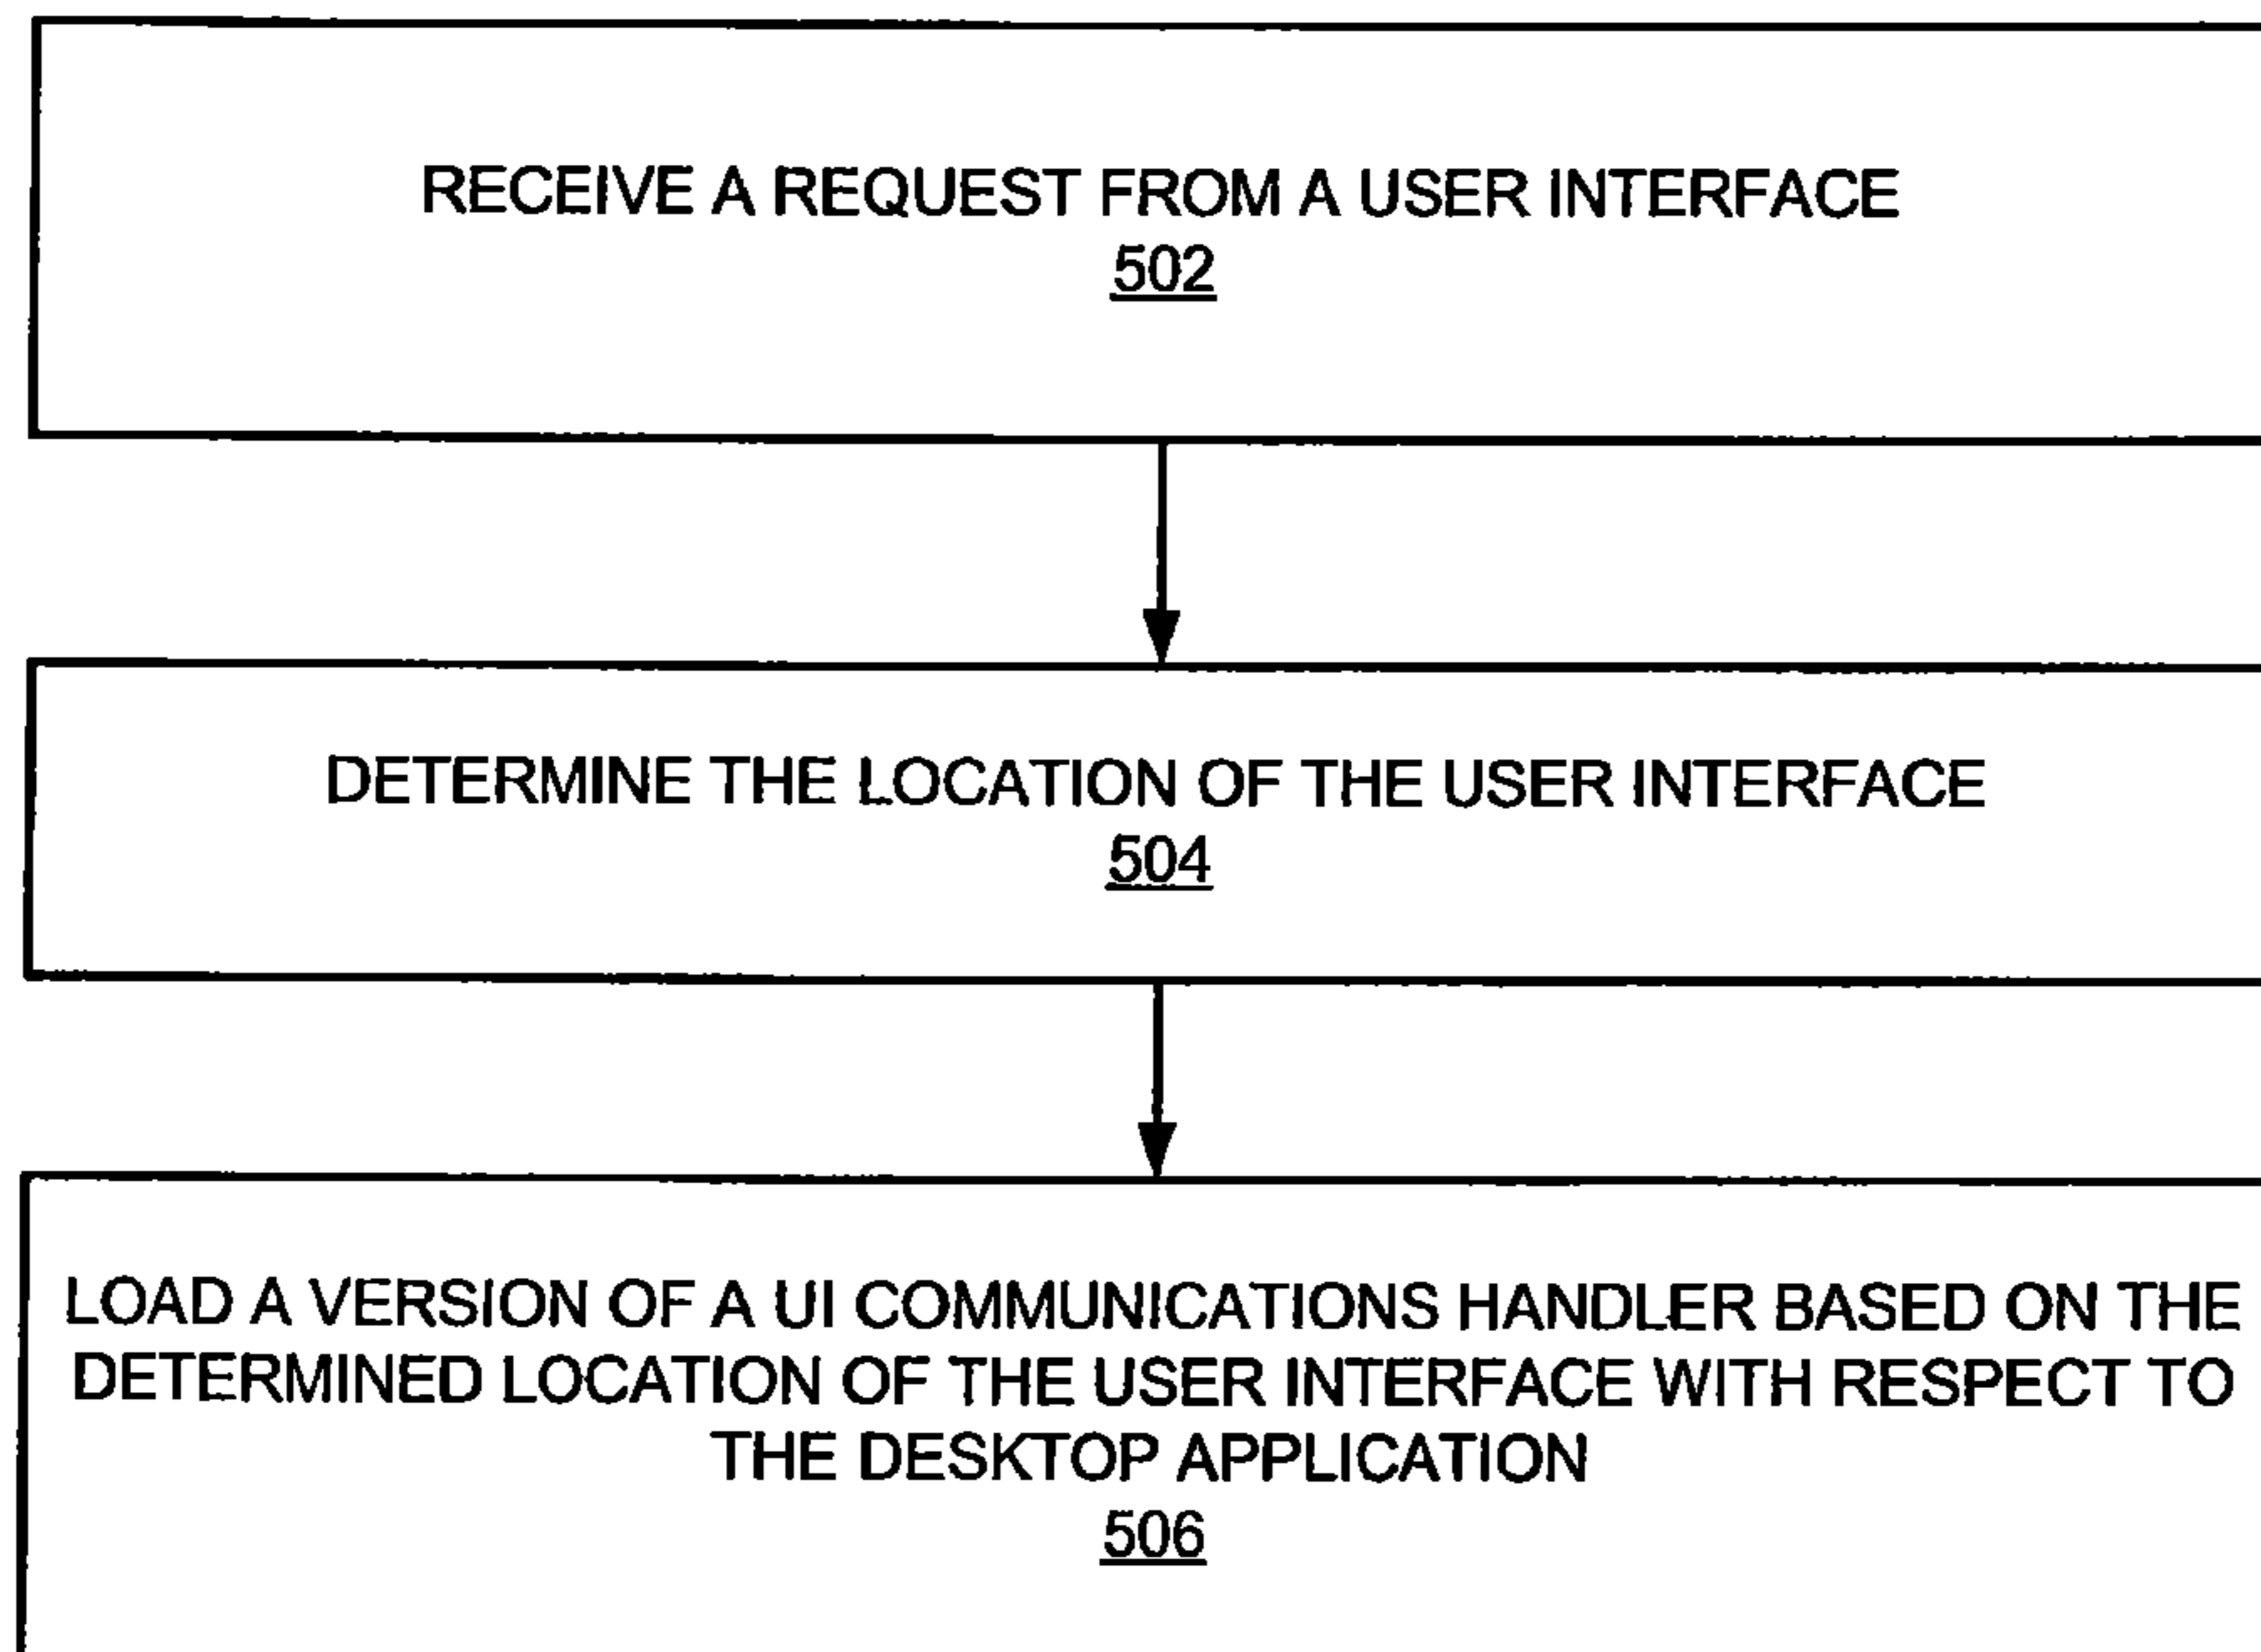 RECEIVE A REQUEST FROM A USER INTERFACE
502
DETERMINE THE LOCATION OF THE USER INTERFACE
504
LOAD A VERSION OF A UI COMMUNICATIONS HANDLER BASED ON THE
DETERMINED LOCATION OF THE USER INTERFACE WITH RESPECT TO
THE DESKTOP APPLICATION
506